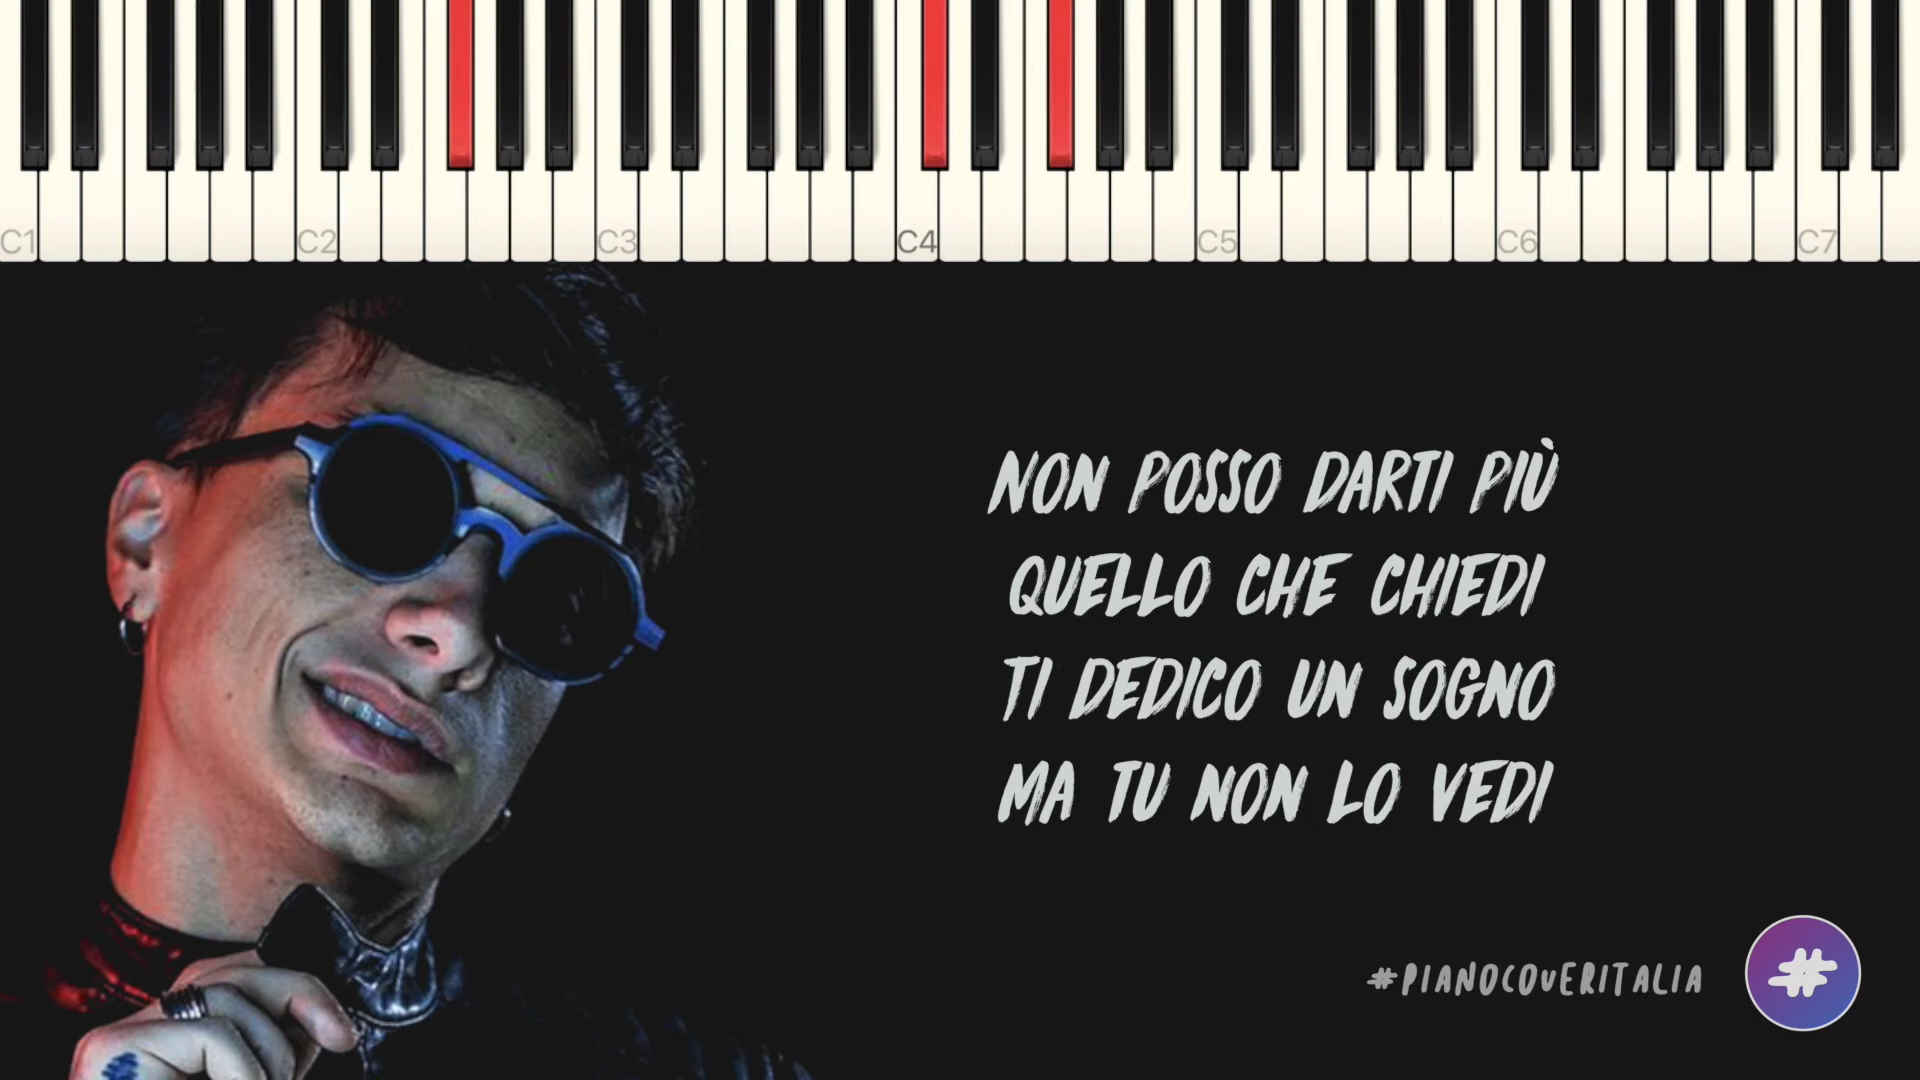 C1 C2 C3 C4 C5 C6 C7
NON POSSO DARTI PIÙ
QUELLO CHE CHIEDI
TI DEDICO UN SOGNO
MA TU NON LO VEDI
#PIANOCOVERITALIA
#